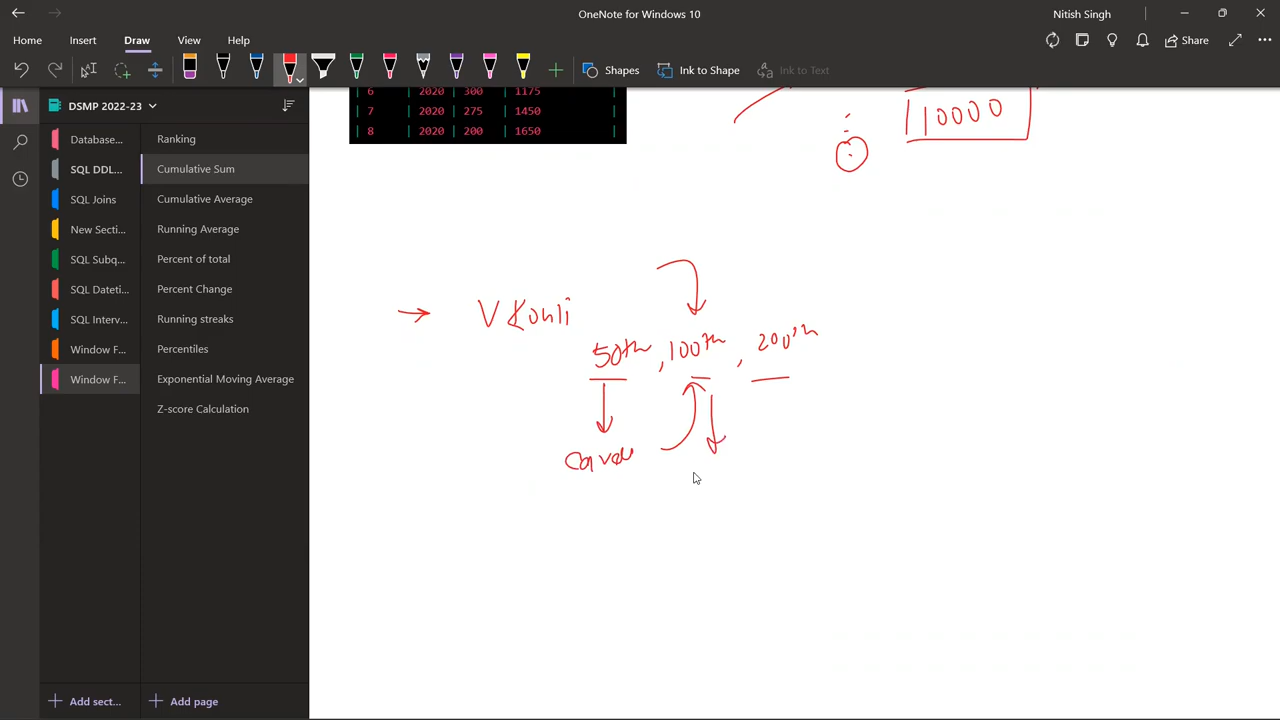 OneNote for Windows 10
Nitish Singh
Home Insert Draw View Help
Share
Shapes Ink to Shape Ink to Text
DSMP 2022-23
Database...
SQL DDL...
SQL Joins
New Secti...
SQL Subq...
SQL Dateti...
SQL Interv...
Window F...
Window F...
Add sect...
Ranking
Cumulative Sum
Cumulative Average
Running Average
Percent of total
Percent Change
Running streaks
Percentiles
Exponential Moving Average
Z-score Calculation
Add page
| 6 | 2020 | 300 | 1175 |
| 7 | 2020 | 275 | 1450 |
| 8 | 2020 | 200 | 1650 |
10000
→ V Kohli
50th, 100th, 200th